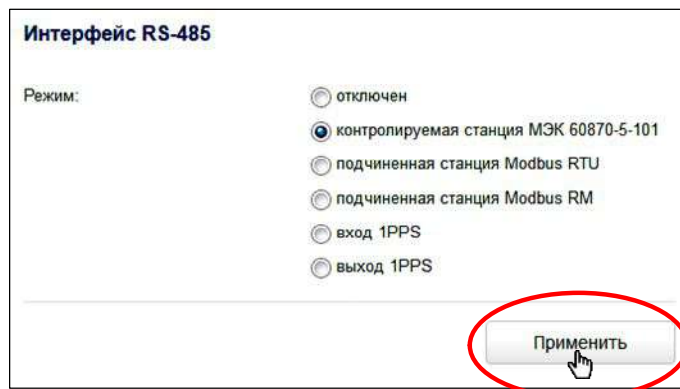 Интерфейс RS-485
Режим:
отключен
контролируемая станция МЭК 60870-5-101
подчиненная станция Modbus RTU
подчиненная станция Modbus RM
вход 1PPS
выход 1PPS
Применить